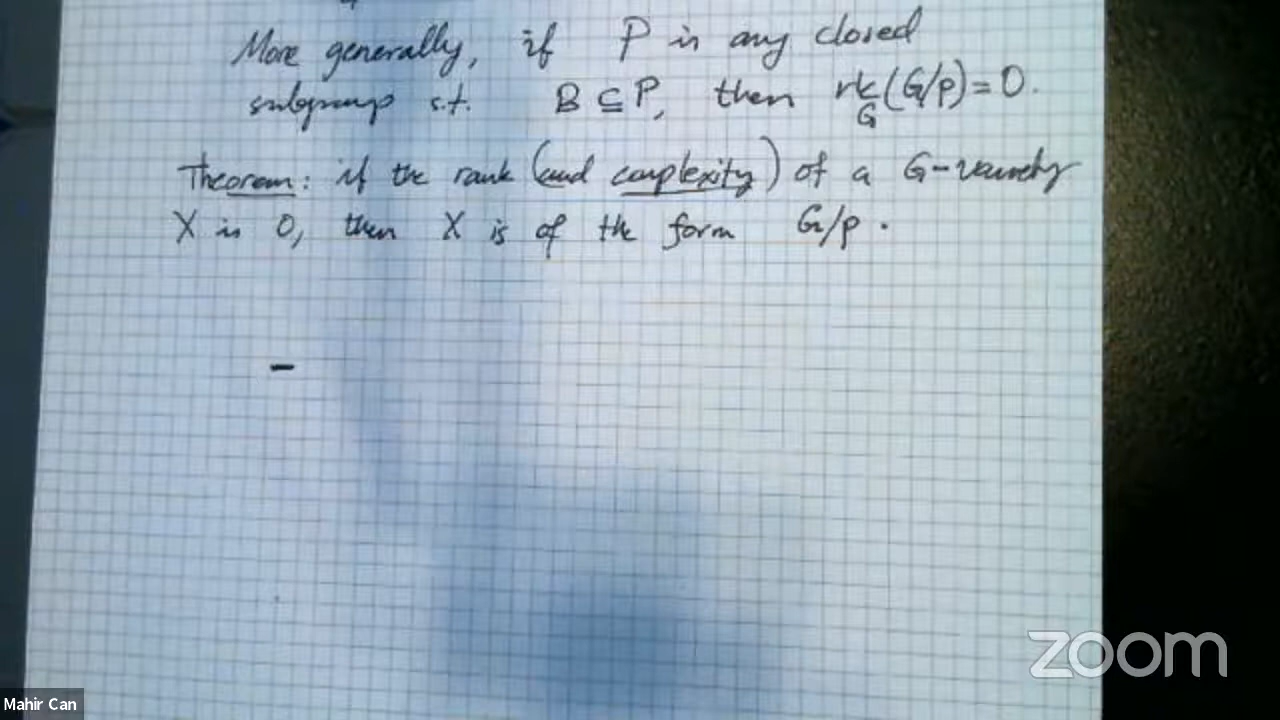 More generally, if P is any closed
subgroup s.t. B ⊆ P, then rk_G(G/P) = 0.
Theorem: if the rank (and complexity) of a G-variety
X is 0, then X is of the form G/P.
zoom
Mahir Can